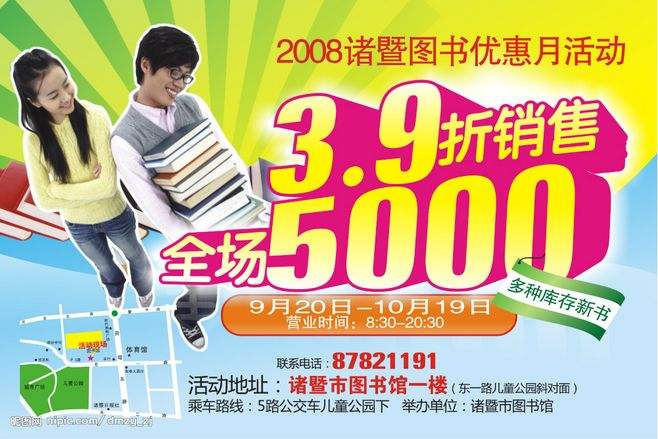 2008诸暨图书优惠月活动
3.9折销售
全场5000
多种库存新书
9月20日-10月19日
营业时间：8:30-20:30
联系电话：87821191
活动地址：诸暨市图书馆一楼（东一路儿童公园斜对面）
乘车路线：5路公交车儿童公园下 举办单位：诸暨市图书馆
活动现场
体育馆
儿童公园
昵图网
nipic.com/dmzy_zj